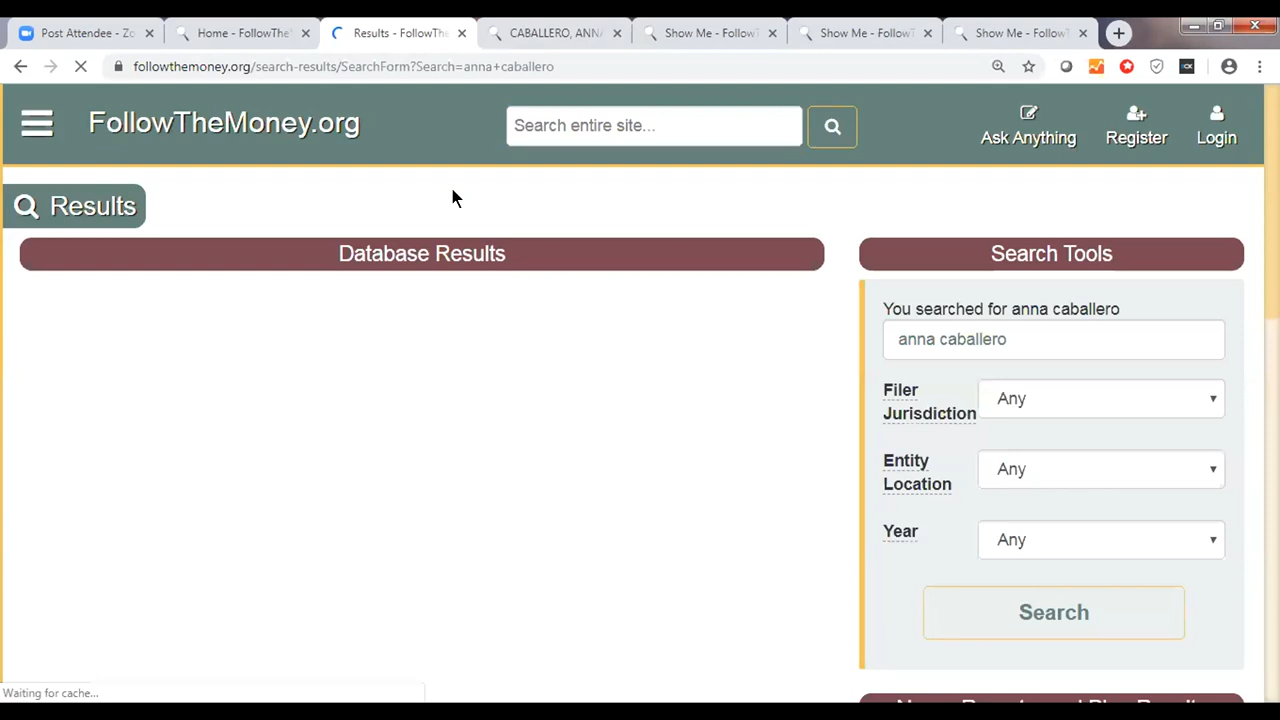 Post Attendee - Zo
Home - FollowThe
Results - FollowTh
CABALLERO, ANN
Show Me - Follow
Show Me - Follow
Show Me - Follow
followthemoney.org/search-results/SearchForm?Search=anna+caballero
FollowTheMoney.org
Search entire site...
Ask Anything
Register
Login
Results
Database Results
Search Tools
You searched for anna caballero
anna caballero
Filer Jurisdiction
Any
Entity Location
Any
Year
Any
Search
Waiting for cache...